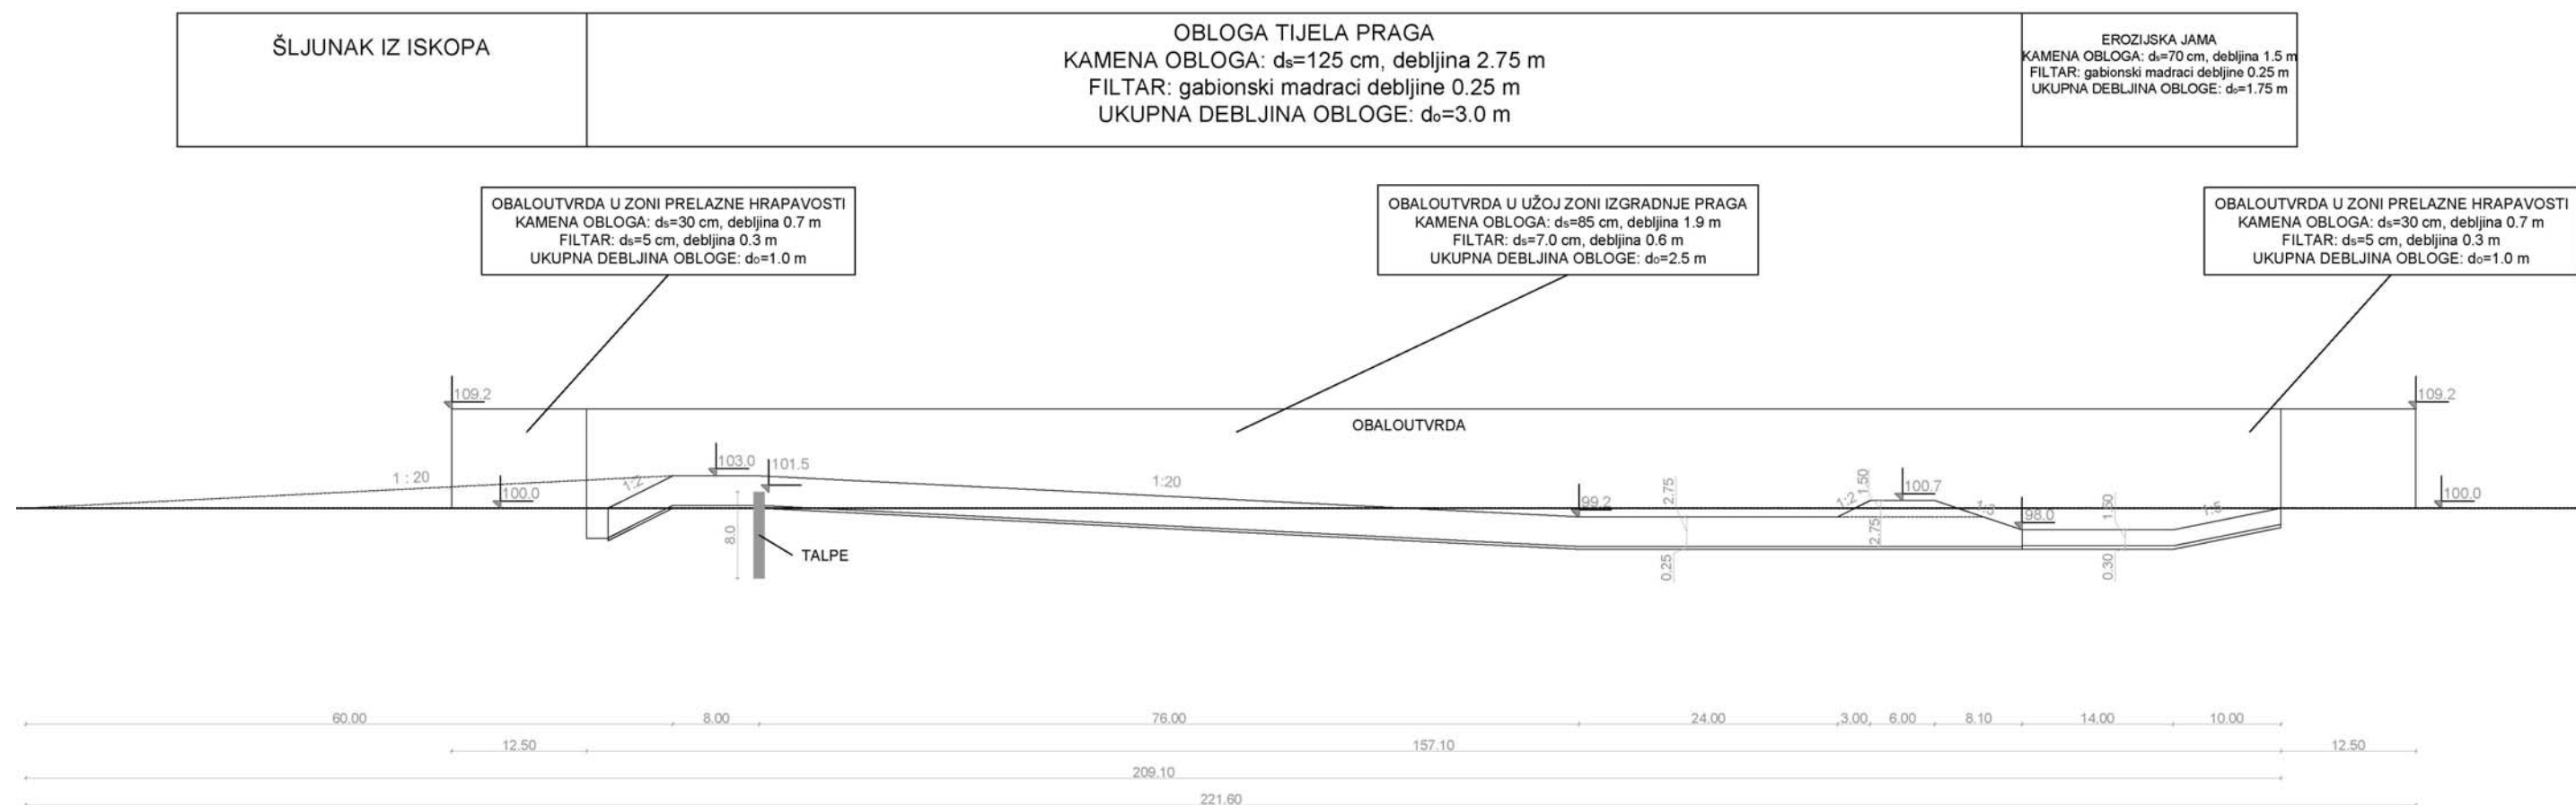 ŠLJUNAK IZ ISKOPA
OBLOGA TIJELA PRAGA
KAMENA OBLOGA: ds=125 cm, debljina 2.75 m
FILTAR: gabionski madraci debljine 0.25 m
UKUPNA DEBLJINA OBLOGE: do=3.0 m
EROZIJSKA JAMA
KAMENA OBLOGA: ds=70 cm, debljina 1.5 m
FILTAR: gabionski madraci debljine 0.25 m
UKUPNA DEBLJINA OBLOGE: do=1.75 m
OBALOUTVRDA U ZONI PRELAZNE HRAPAVOSTI
KAMENA OBLOGA: ds=30 cm, debljina 0.7 m
FILTAR: ds=5 cm, debljina 0.3 m
UKUPNA DEBLJINA OBLOGE: do=1.0 m
OBALOUTVRDA U UŽOJ ZONI IZGRADNJE PRAGA
KAMENA OBLOGA: ds=85 cm, debljina 1.9 m
FILTAR: ds=7.0 cm, debljina 0.6 m
UKUPNA DEBLJINA OBLOGE: do=2.5 m
OBALOUTVRDA U ZONI PRELAZNE HRAPAVOSTI
KAMENA OBLOGA: ds=30 cm, debljina 0.7 m
FILTAR: ds=5 cm, debljina 0.3 m
UKUPNA DEBLJINA OBLOGE: do=1.0 m
109.2
109.2
OBALOUTVRDA
1 : 20
100.0
1:2
103.0
101.5
1:20
99.2
2.75
0.25
1:2
1.50
2.75
100.7
98.0
1.50
0.30
1:5
100.0
8.0
TALPE
60.00
8.00
76.00
24.00
3.00
6.00
8.10
14.00
10.00
12.50
157.10
12.50
209.10
221.60